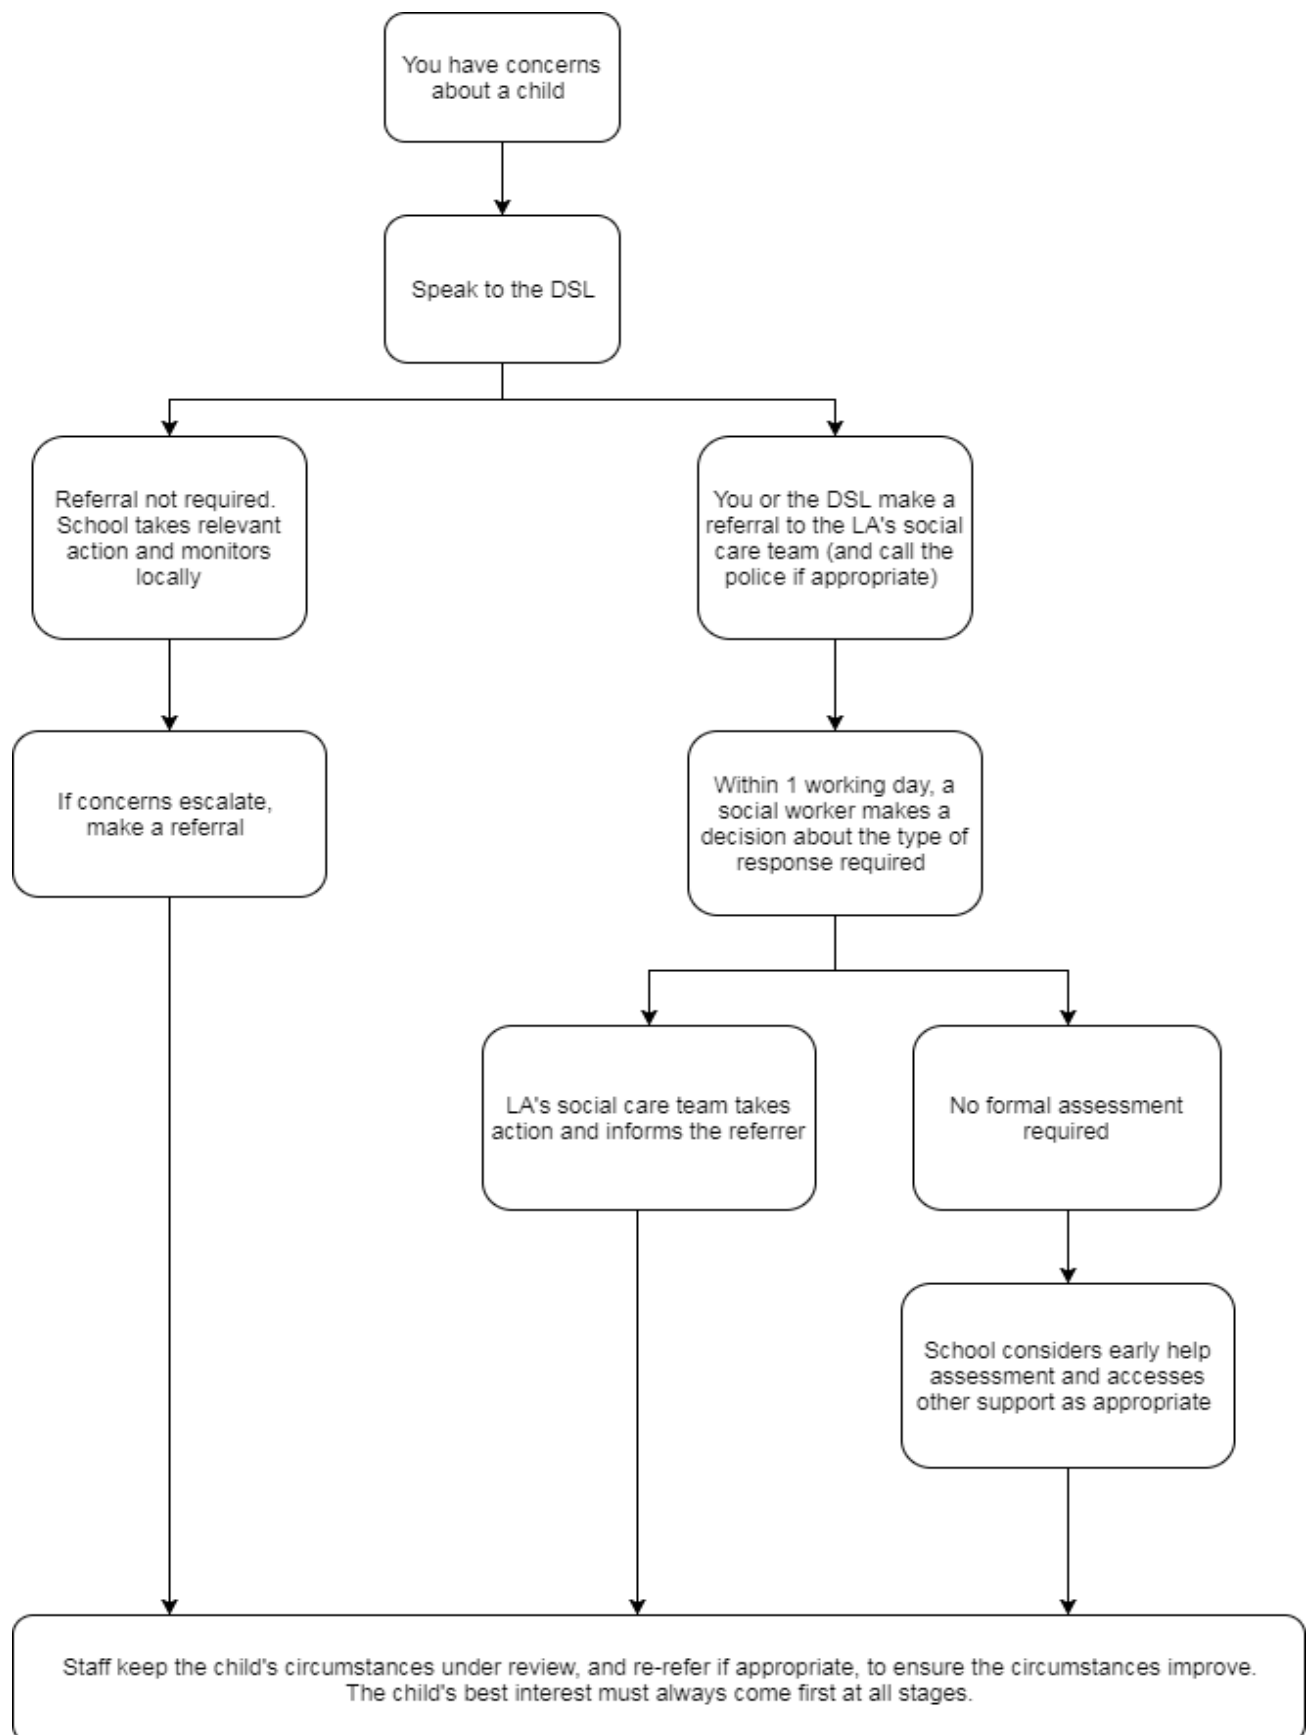 You have concerns
about a child
Speak to the DSL
Referral not required.
School takes relevant
action and monitors
locally
You or the DSL make a
referral to the LA's social
care team (and call the
police if appropriate)
If concerns escalate,
make a referral
Within 1 working day, a
social worker makes a
decision about the type of
response required
LA's social care team takes
action and informs the referrer
No formal assessment
required
School considers early help
assessment and accesses
other support as appropriate
Staff keep the child's circumstances under review, and re-refer if appropriate, to ensure the circumstances improve.
The child's best interest must always come first at all stages.